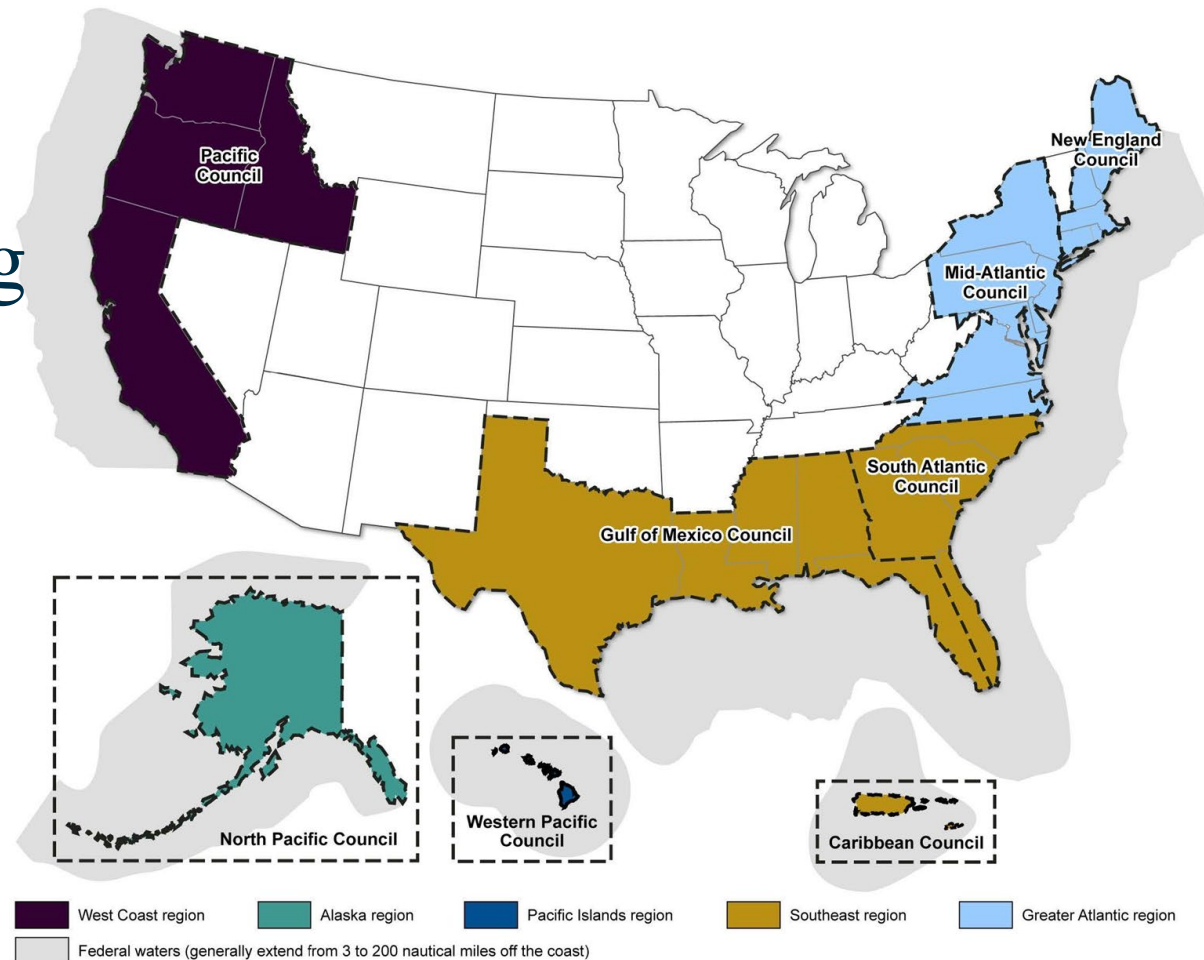 g
Pacific
Council
New England
Council
Mid-Atlantic
Council
South Atlantic
Council
Gulf of Mexico Council
North Pacific Council
Western Pacific
Council
Caribbean Council
West Coast region
Alaska region
Pacific Islands region
Southeast region
Greater Atlantic region
Federal waters (generally extend from 3 to 200 nautical miles off the coast)